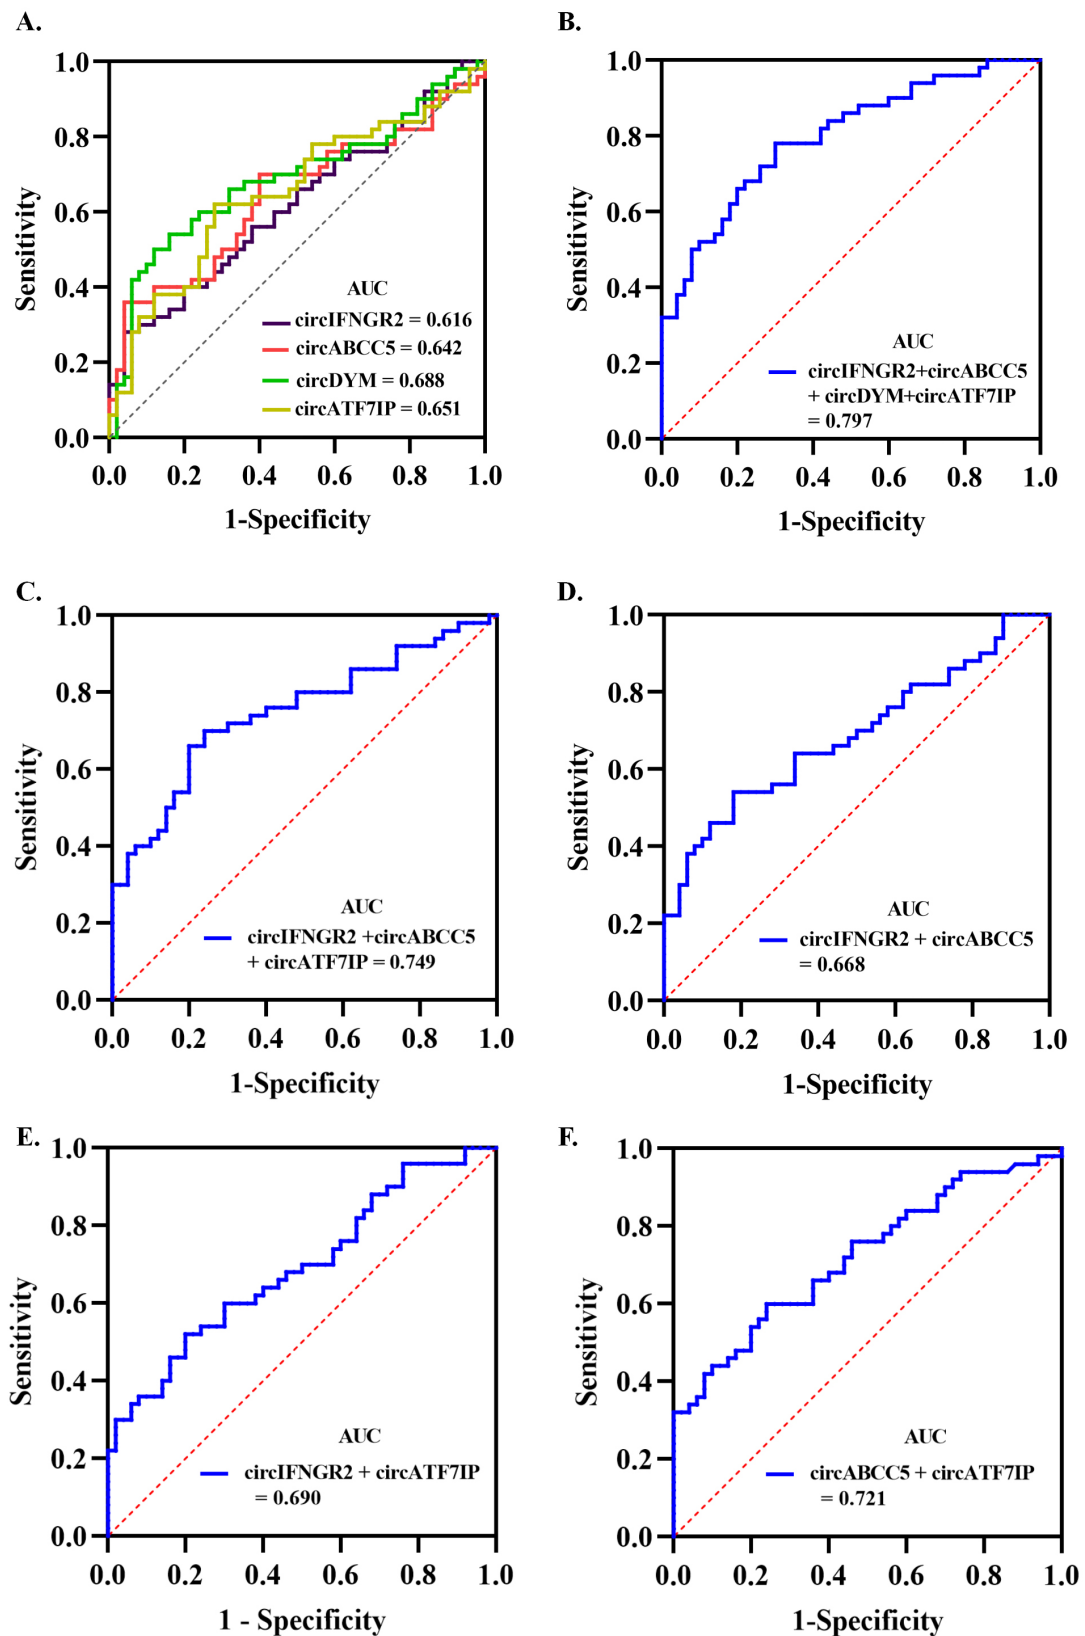 A.
1.0
0.8
0.6
0.4
0.2
0.0
Sensitivity
AUC
circIFNGR2 = 0.616
circABCC5 = 0.642
circDYM = 0.688
circATF7IP = 0.651
0.0 0.2 0.4 0.6 0.8 1.0
1-Specificity
B.
1.0
0.8
0.6
0.4
0.2
0.0
Sensitivity
AUC
circIFNGR2+circABCC5
+ circDYM+circATF7IP
= 0.797
0.0 0.2 0.4 0.6 0.8 1.0
1-Specificity
C.
1.0
0.8
0.6
0.4
0.2
0.0
Sensitivity
AUC
circIFNGR2 +circABCC5
+ circATF7IP = 0.749
0.0 0.2 0.4 0.6 0.8 1.0
1-Specificity
D.
1.0
0.8
0.6
0.4
0.2
0.0
Sensitivity
AUC
circIFNGR2 + circABCC5
= 0.668
0.0 0.2 0.4 0.6 0.8 1.0
1-Specificity
E.
1.0
0.8
0.6
0.4
0.2
0.0
Sensitivity
AUC
circIFNGR2 + circATF7IP
= 0.690
0.0 0.2 0.4 0.6 0.8 1.0
1 - Specificity
F.
1.0
0.8
0.6
0.4
0.2
0.0
Sensitivity
AUC
circABCC5 + circATF7IP
= 0.721
0.0 0.2 0.4 0.6 0.8 1.0
1-Specificity